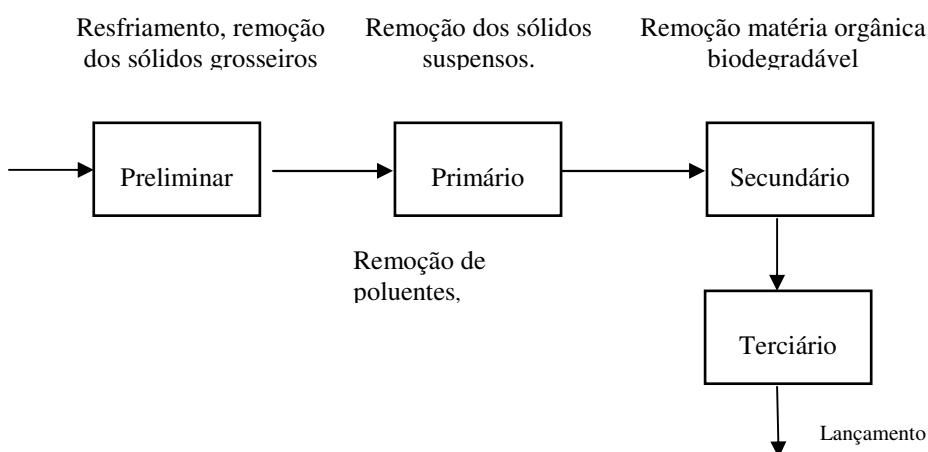 Resfriamento, remoção
dos sólidos grosseiros
Remoção dos sólidos
suspensos.
Remoção matéria orgânica
biodegradável
Preliminar
Primário
Secundário
Remoção de
poluentes,
Terciário
Lançamento